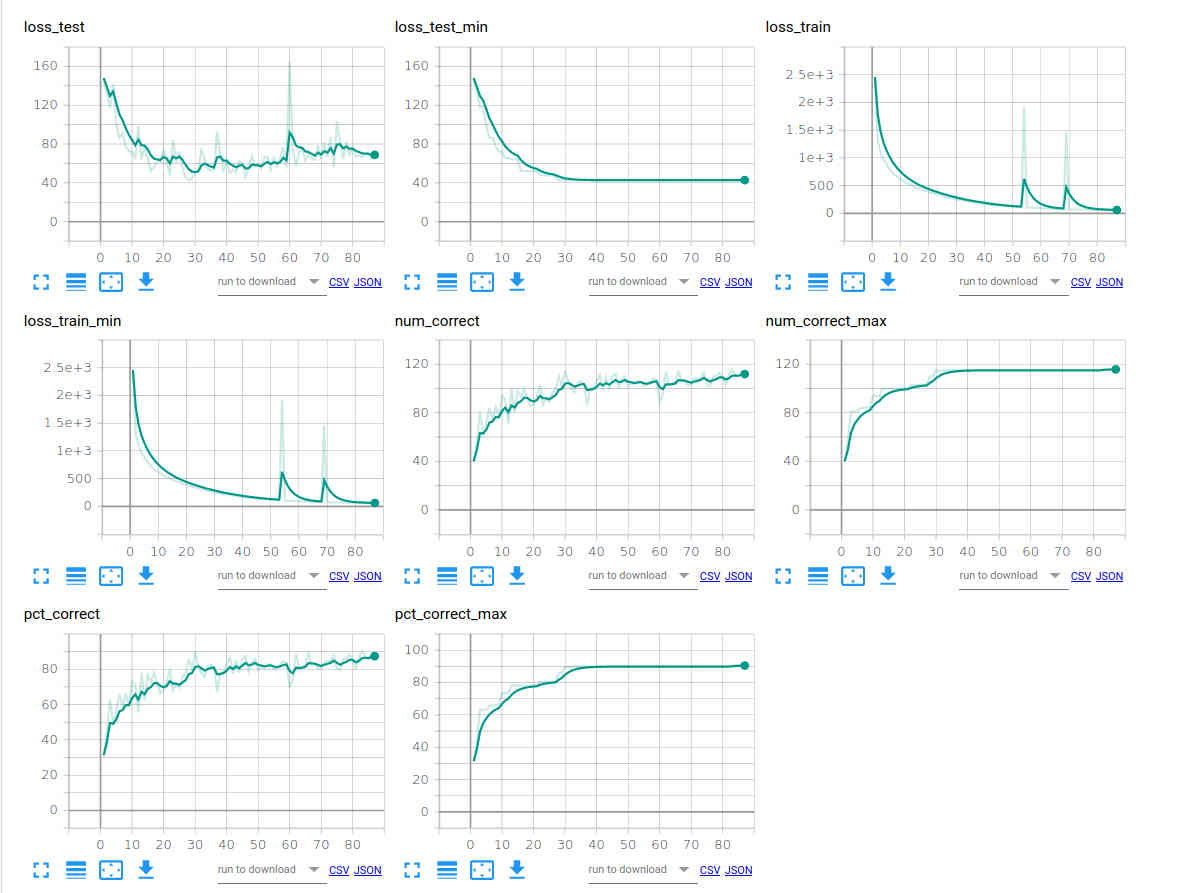 loss_test
loss_test_min
loss_train
160
120
80
40
0
0 10 20 30 40 50 60 70 80
160
120
80
40
0
0 10 20 30 40 50 60 70 80
2.5e+3
2e+3
1.5e+3
1e+3
500
0
0 10 20 30 40 50 60 70 80
run to download CSV JSON
run to download CSV JSON
run to download CSV JSON
loss_train_min
num_correct
num_correct_max
2.5e+3
2e+3
1.5e+3
1e+3
500
0
0 10 20 30 40 50 60 70 80
120
80
40
0
0 10 20 30 40 50 60 70 80
120
80
40
0
0 10 20 30 40 50 60 70 80
run to download CSV JSON
run to download CSV JSON
run to download CSV JSON
pct_correct
pct_correct_max
80
60
40
20
0
0 10 20 30 40 50 60 70 80
100
80
60
40
20
0
0 10 20 30 40 50 60 70 80
run to download CSV JSON
run to download CSV JSON